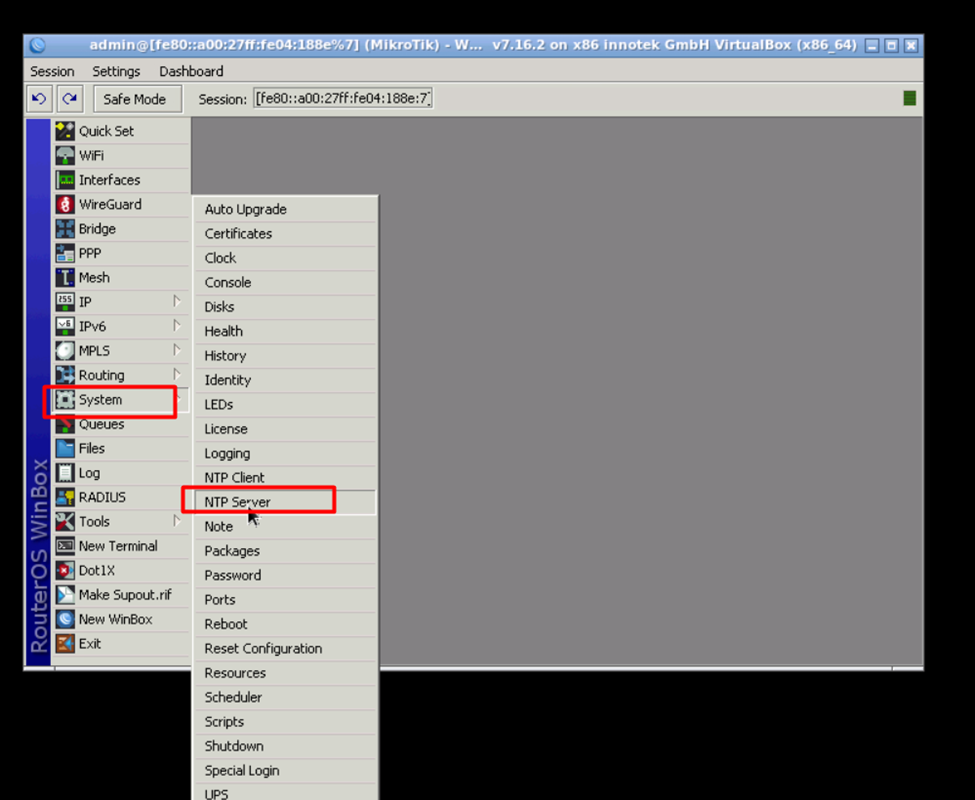 admin@[fe80::a00:27ff:fe04:188e%7] (MikroTik) - W... v7.16.2 on x86 innotek GmbH VirtualBox (x86_64)
Session Settings Dashboard
Safe Mode Session: [fe80::a00:27ff:fe04:188e:7]
Quick Set
WiFi
Interfaces
WireGuard
Bridge
PPP
Mesh
IP
IPv6
MPLS
Routing
System
Queues
Files
Log
RADIUS
Tools
New Terminal
Dot1X
Make Supout.rif
New WinBox
Exit
RouterOS WinBox
Auto Upgrade
Certificates
Clock
Console
Disks
Health
History
Identity
LEDs
License
Logging
NTP Client
NTP Server
Note
Packages
Password
Ports
Reboot
Reset Configuration
Resources
Scheduler
Scripts
Shutdown
Special Login
UPS